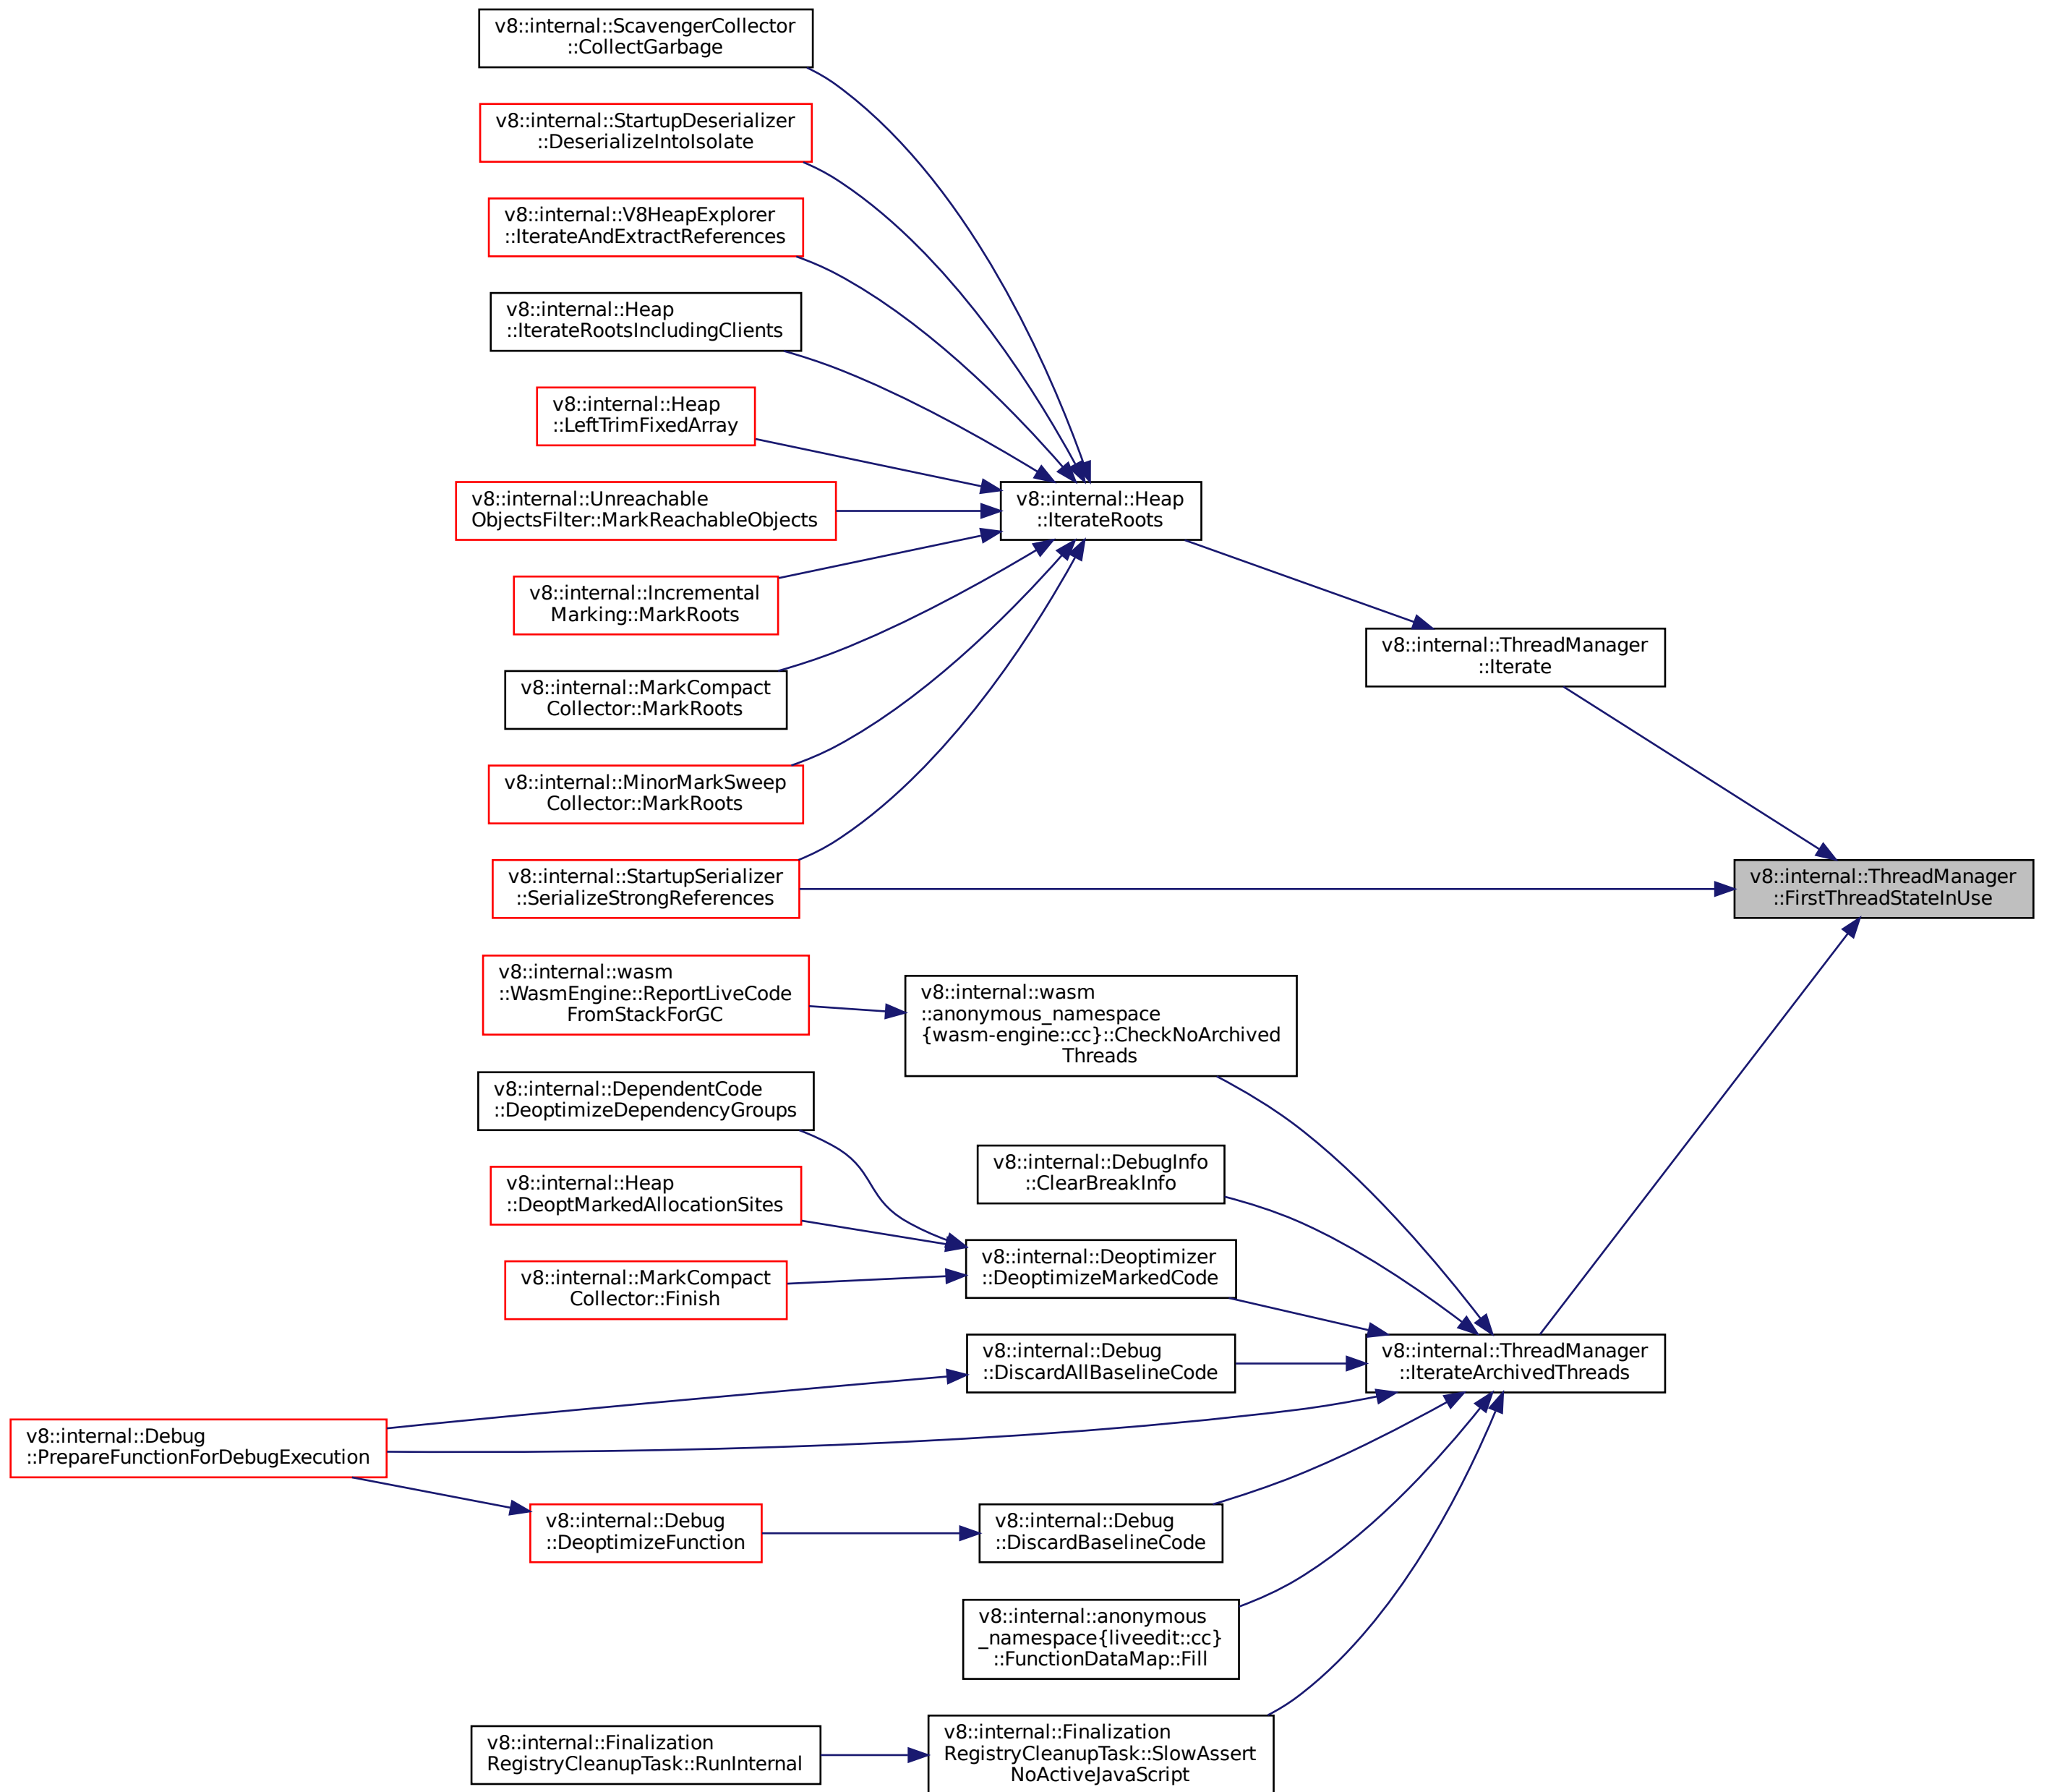 v8::internal::ScavengerCollector
::CollectGarbage
v8::internal::StartupDeserializer
::DeserializeIntoIsolate
v8::internal::V8HeapExplorer
::IterateAndExtractReferences
v8::internal::Heap
::IterateRootsIncludingClients
v8::internal::Heap
::LeftTrimFixedArray
v8::internal::Unreachable
ObjectsFilter::MarkReachableObjects
v8::internal::Heap
::IterateRoots
v8::internal::Incremental
Marking::MarkRoots
v8::internal::ThreadManager
::Iterate
v8::internal::MarkCompact
Collector::MarkRoots
v8::internal::MinorMarkSweep
Collector::MarkRoots
v8::internal::StartupSerializer
::SerializeStrongReferences
v8::internal::ThreadManager
::FirstThreadStateInUse
v8::internal::wasm
::WasmEngine::ReportLiveCode
FromStackForGC
v8::internal::wasm
::anonymous_namespace
{wasm-engine::cc}::CheckNoArchived
Threads
v8::internal::DependentCode
::DeoptimizeDependencyGroups
v8::internal::DebugInfo
::ClearBreakInfo
v8::internal::Heap
::DeoptMarkedAllocationSites
v8::internal::Deoptimizer
::DeoptimizeMarkedCode
v8::internal::MarkCompact
Collector::Finish
v8::internal::Debug
::DiscardAllBaselineCode
v8::internal::ThreadManager
::IterateArchivedThreads
v8::internal::Debug
::PrepareFunctionForDebugExecution
v8::internal::Debug
::DeoptimizeFunction
v8::internal::Debug
::DiscardBaselineCode
v8::internal::anonymous
_namespace{liveedit::cc}
::FunctionDataMap::Fill
v8::internal::Finalization
RegistryCleanupTask::RunInternal
v8::internal::Finalization
RegistryCleanupTask::SlowAssert
NoActiveJavaScript